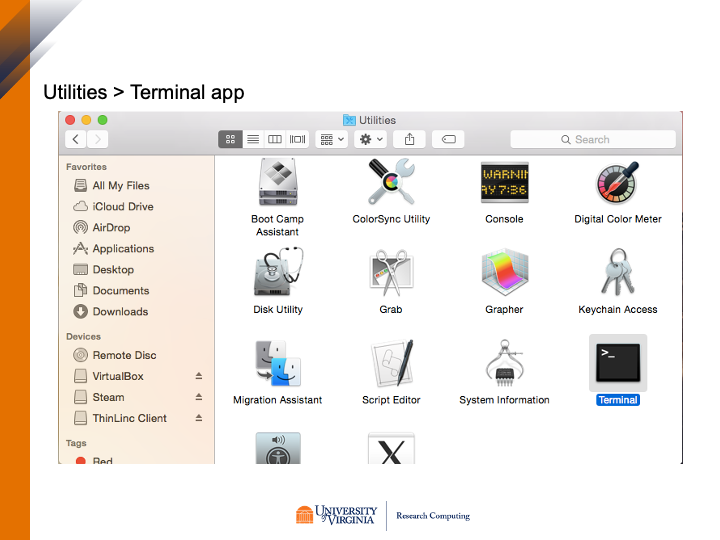 Utilities > Terminal app
Utilities
Search
Favorites
All My Files
iCloud Drive
AirDrop
Applications
Desktop
Documents
Downloads
Devices
Remote Disc
VirtualBox
Steam
ThinLinc Client
Tags
Red
WARNIN
AY 7:36
Boot Camp
Assistant
ColorSync Utility
Console
Digital Color Meter
Disk Utility
Grab
Grapher
Keychain Access
>_
Migration Assistant
Script Editor
System Information
Terminal
X
UNIVERSITY
of VIRGINIA
Research Computing